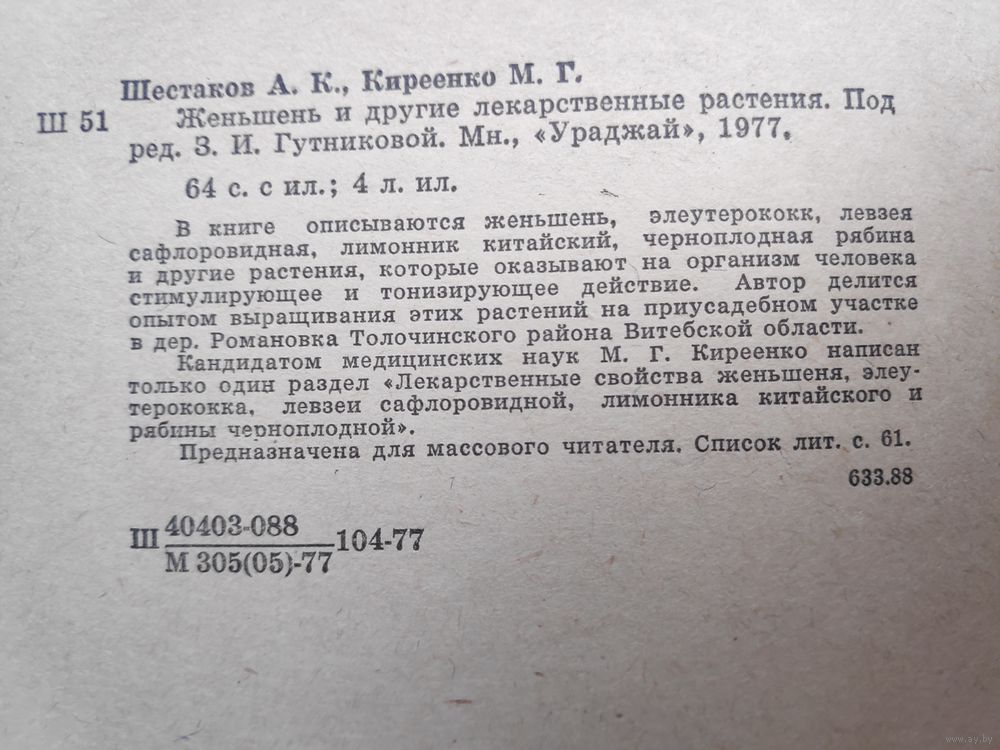 Шестаков А. К., Киреенко М. Г.
Ш 51 Женьшень и другие лекарственные растения. Под
ред. З. И. Гутниковой. Мн., «Ураджай», 1977.
64 с. с ил.; 4 л. ил.
В книге описываются женьшень, элеутерококк, левзея
сафлоровидная, лимонник китайский, черноплодная рябина
и другие растения, которые оказывают на организм человека
стимулирующее и тонизирующее действие. Автор делится
опытом выращивания этих растений на приусадебном участке
в дер. Романовка Толочинского района Витебской области.
Кандидатом медицинских наук М. Г. Киреенко написан
только один раздел «Лекарственные свойства женьшеня, элеу-
терококка, левзеи сафлоровидной, лимонника китайского и
рябины черноплодной».
Предназначена для массового читателя. Список лит. с. 61.
633.88
Ш 40403-088
М 305(05)-77 104-77
www.ay.by